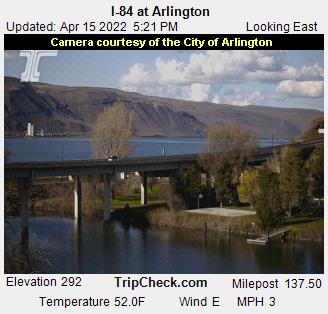 I-84 at Arlington
Updated: Apr 15 2022 5:21 PM Looking East
Camera courtesy of the City of Arlington
Elevation 292 TripCheck.com Milepost 137.50
Temperature 52.0F Wind E MPH 3